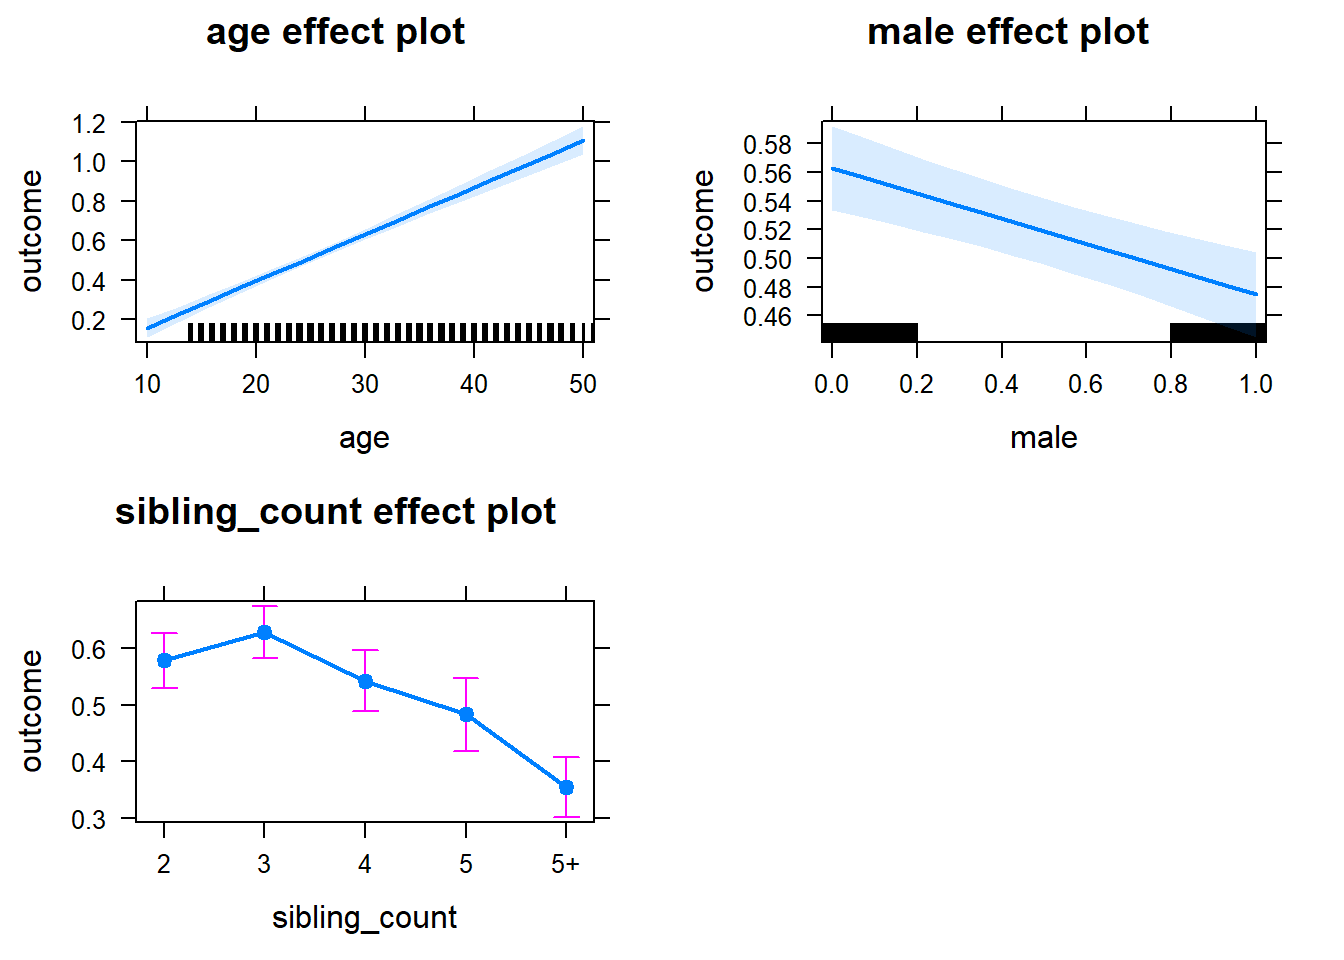 age effect plot
outcome
1.2
1.0
0.8
0.6
0.4
0.2
10 20 30 40 50
age
male effect plot
outcome
0.58
0.56
0.54
0.52
0.50
0.48
0.46
0.0 0.2 0.4 0.6 0.8 1.0
male
sibling_count effect plot
outcome
0.6
0.5
0.4
0.3
2 3 4 5 5+
sibling_count